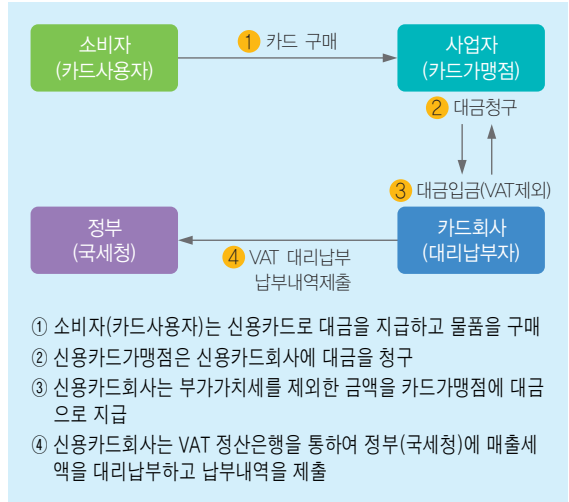 소비자
(카드사용자)
① 카드 구매
사업자
(카드가맹점)
② 대금청구
③ 대금입금(VAT제외)
정부
(국세청)
④ VAT 대리납부
납부내역제출
카드회사
(대리납부자)
① 소비자(카드사용자)는 신용카드로 대금을 지급하고 물품을 구매
② 신용카드가맹점은 신용카드회사에 대금을 청구
③ 신용카드회사는 부가가치세를 제외한 금액을 카드가맹점에 대금
으로 지급
④ 신용카드회사는 VAT 정산은행을 통하여 정부(국세청)에 매출세
액을 대리납부하고 납부내역을 제출